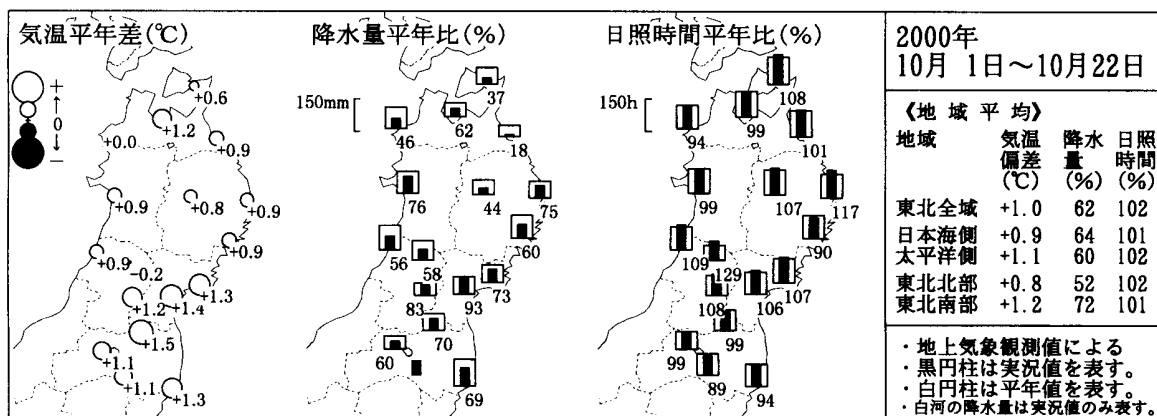 気温平年差(℃)
+
↑
0
↓
−
+0.6
+1.2
+0.0
+0.9
+0.9
+0.8
+0.9
+0.9
+0.9
-0.2
+1.3
+1.2
+1.4
+1.5
+1.1
+1.1
+1.3
降水量平年比(%)
150mm
37
62
46
18
76
44
75
60
56
58
73
83
93
70
60
69
日照時間平年比(%)
150h
108
99
94
101
99
107
117
90
109
129
107
108
106
99
99
89
94
2000年
10月 1日～10月22日
《地 域 平 均》
地域 気温 降水 日照
偏差 量 時間
(℃) (%) (%)
東北全域 +1.0 62 102
日本海側 +0.9 64 101
太平洋側 +1.1 60 102
東北北部 +0.8 52 102
東北南部 +1.2 72 101
・地上気象観測値による
・黒円柱は実況値を表す。
・白円柱は平年値を表す。
・白河の降水量は実況値のみ表す。